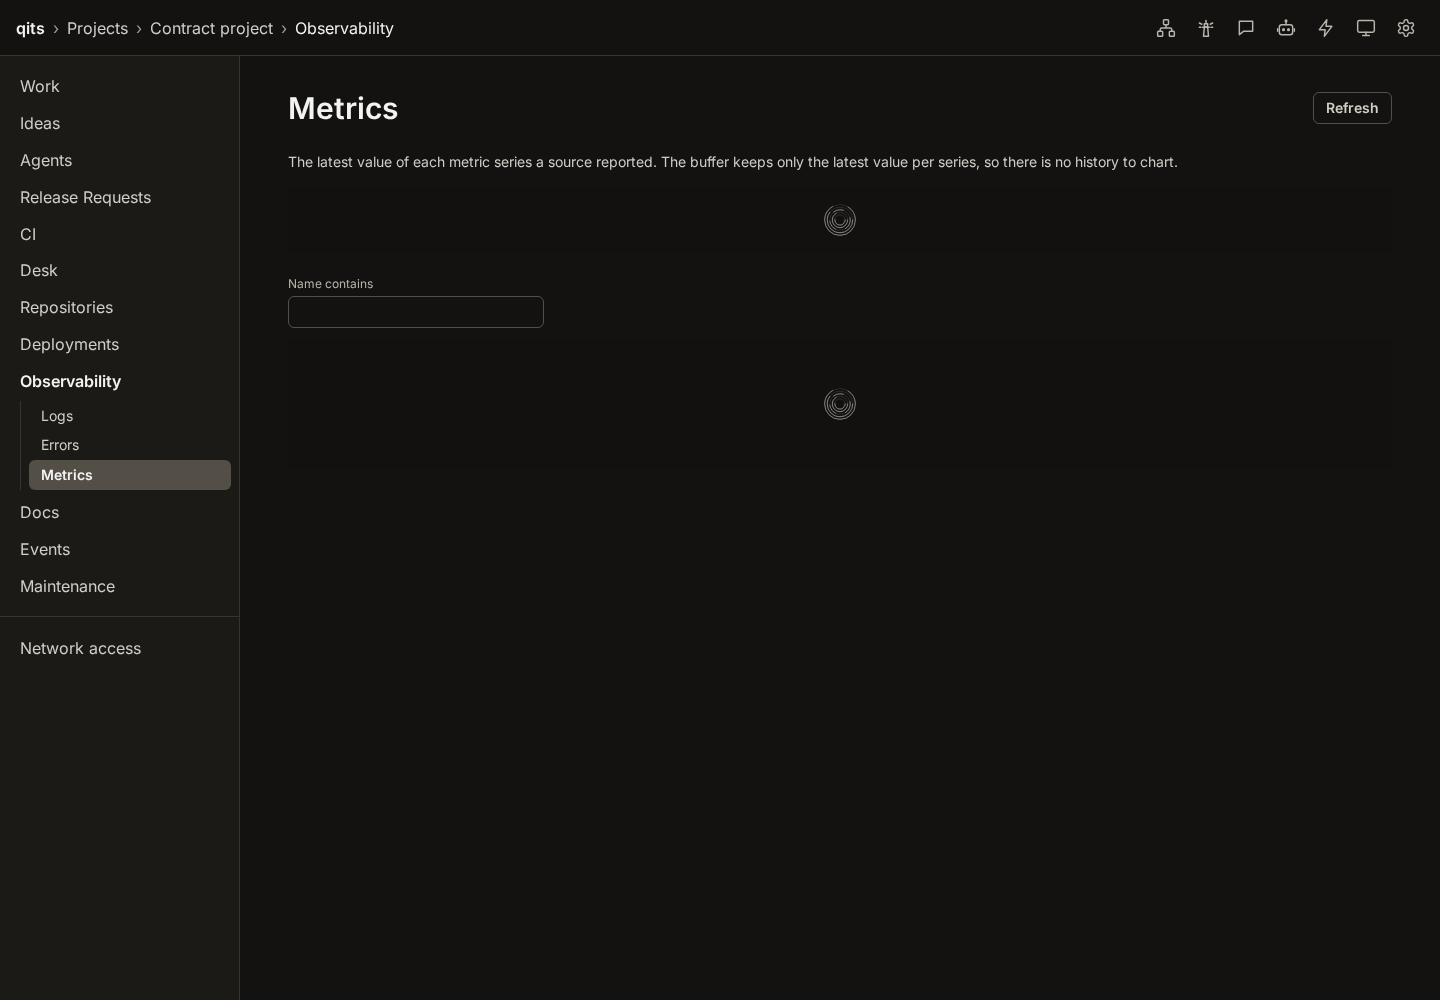 qits › Projects › Contract project › Observability
Work
Ideas
Agents
Release Requests
CI
Desk
Repositories
Deployments
Observability
Logs
Errors
Metrics
Docs
Events
Maintenance
Network access
Metrics
Refresh
The latest value of each metric series a source reported. The buffer keeps only the latest value per series, so there is no history to chart.
Name contains